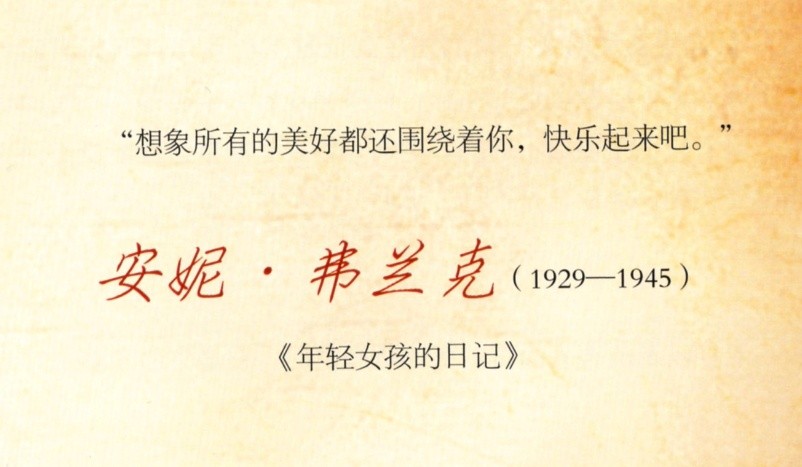 “想象所有的美好都还围绕着你，快乐起来吧。”
安妮·弗兰克（1929—1945）
《年轻女孩的日记》